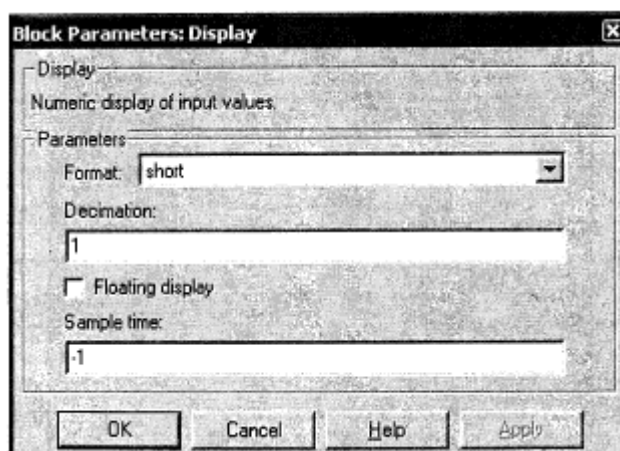 Block Parameters: Display
Display
Numeric display of input values.
Parameters
Format: short
Decimation:
1
Floating display
Sample time:
-1
OK Cancel Help Apply